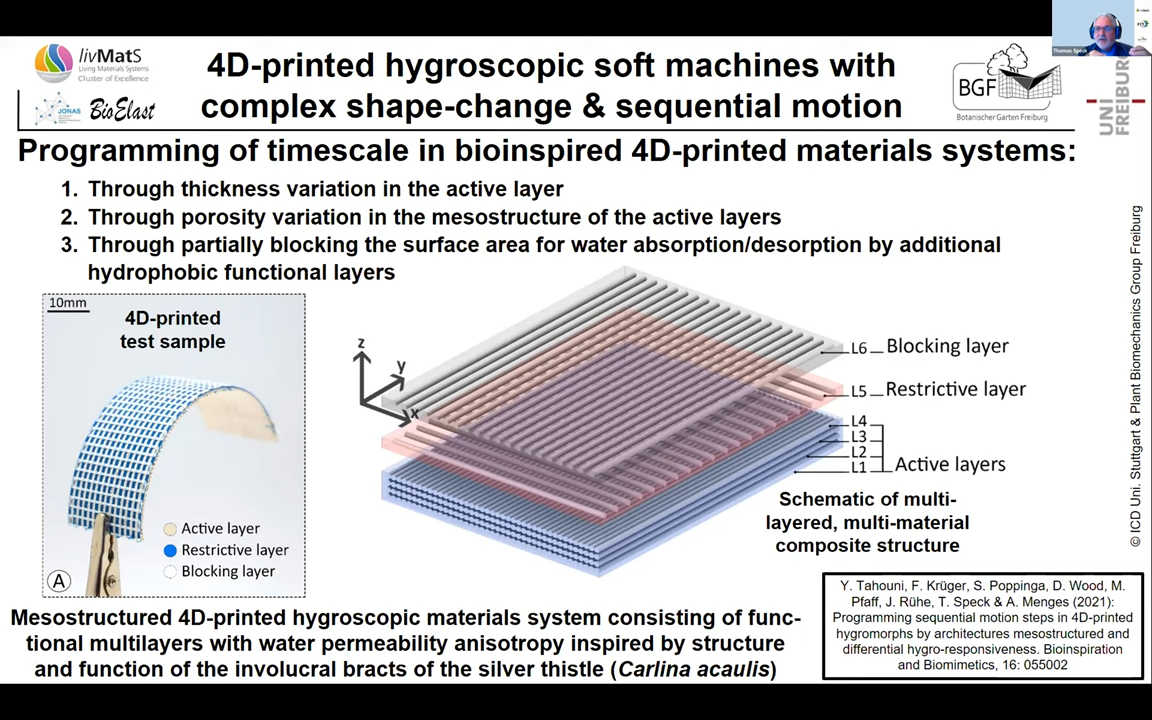 Thomas Speck
livMatS
Living Materials Systems
Cluster of Excellence
JONAS
BioElast
4D-printed hygroscopic soft machines with
complex shape-change & sequential motion
BGF
Botanischer Garten Freiburg
UNI
FREIBURG
Programming of timescale in bioinspired 4D-printed materials systems:
1. Through thickness variation in the active layer
2. Through porosity variation in the mesostructure of the active layers
3. Through partially blocking the surface area for water absorption/desorption by additional
hydrophobic functional layers
10mm
4D-printed
test sample
Active layer
Restrictive layer
Blocking layer
A
z
y
x
L6 Blocking layer
L5 Restrictive layer
L4
L3
L2
L1
Active layers
Schematic of multi-
layered, multi-material
composite structure
© ICD Uni. Stuttgart & Plant Biomechanics Group Freiburg
Mesostructured 4D-printed hygroscopic materials system consisting of func-
tional multilayers with water permeability anisotropy inspired by structure
and function of the involucral bracts of the silver thistle (Carlina acaulis)
Y. Tahouni, F. Krüger, S. Poppinga, D. Wood, M.
Pfaff, J. Rühe, T. Speck & A. Menges (2021):
Programming sequential motion steps in 4D-printed
hygromorphs by architectures mesostructured and
differential hygro-responsiveness. Bioinspiration
and Biomimetics, 16: 055002